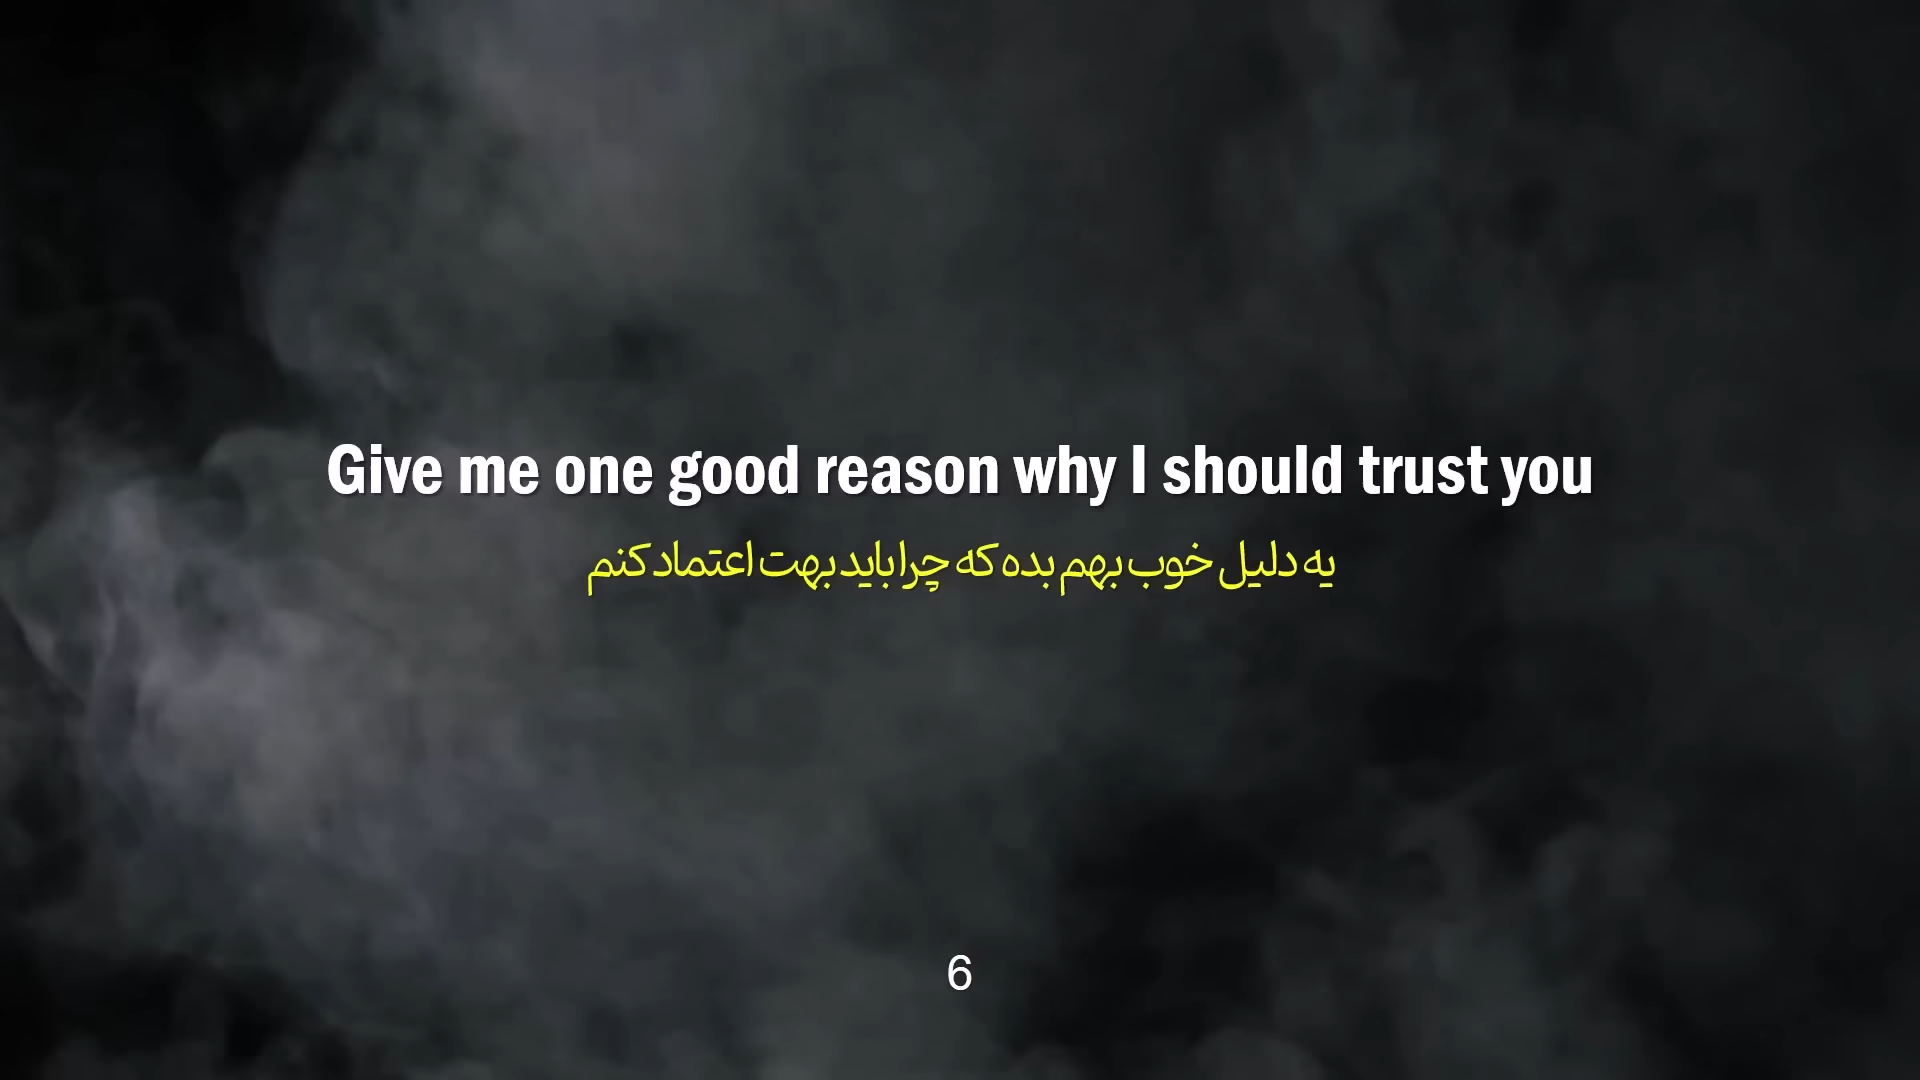 Give me one good reason why I should trust you
یه دلیل خوب بهم بده که چرا باید بهت اعتماد کنم
6